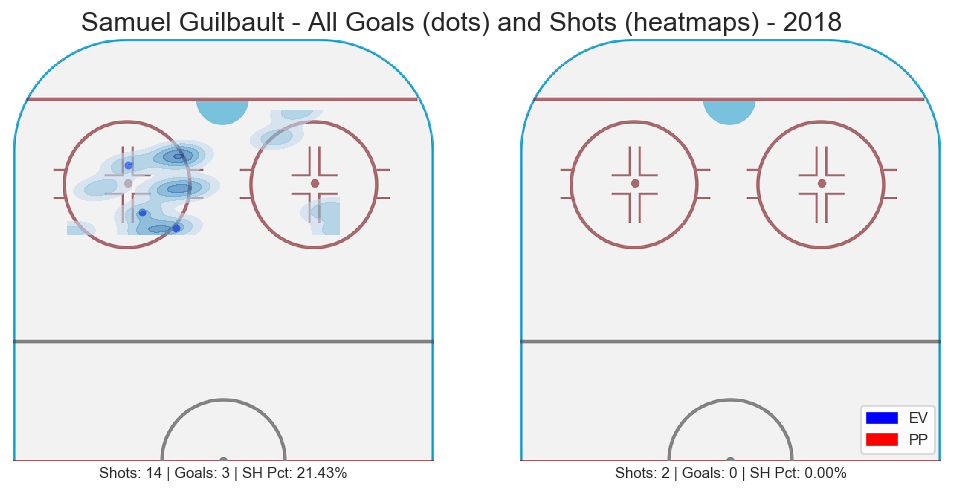 Samuel Guilbault - All Goals (dots) and Shots (heatmaps) - 2018
EV
PP
Shots: 14 | Goals: 3 | SH Pct: 21.43%
Shots: 2 | Goals: 0 | SH Pct: 0.00%